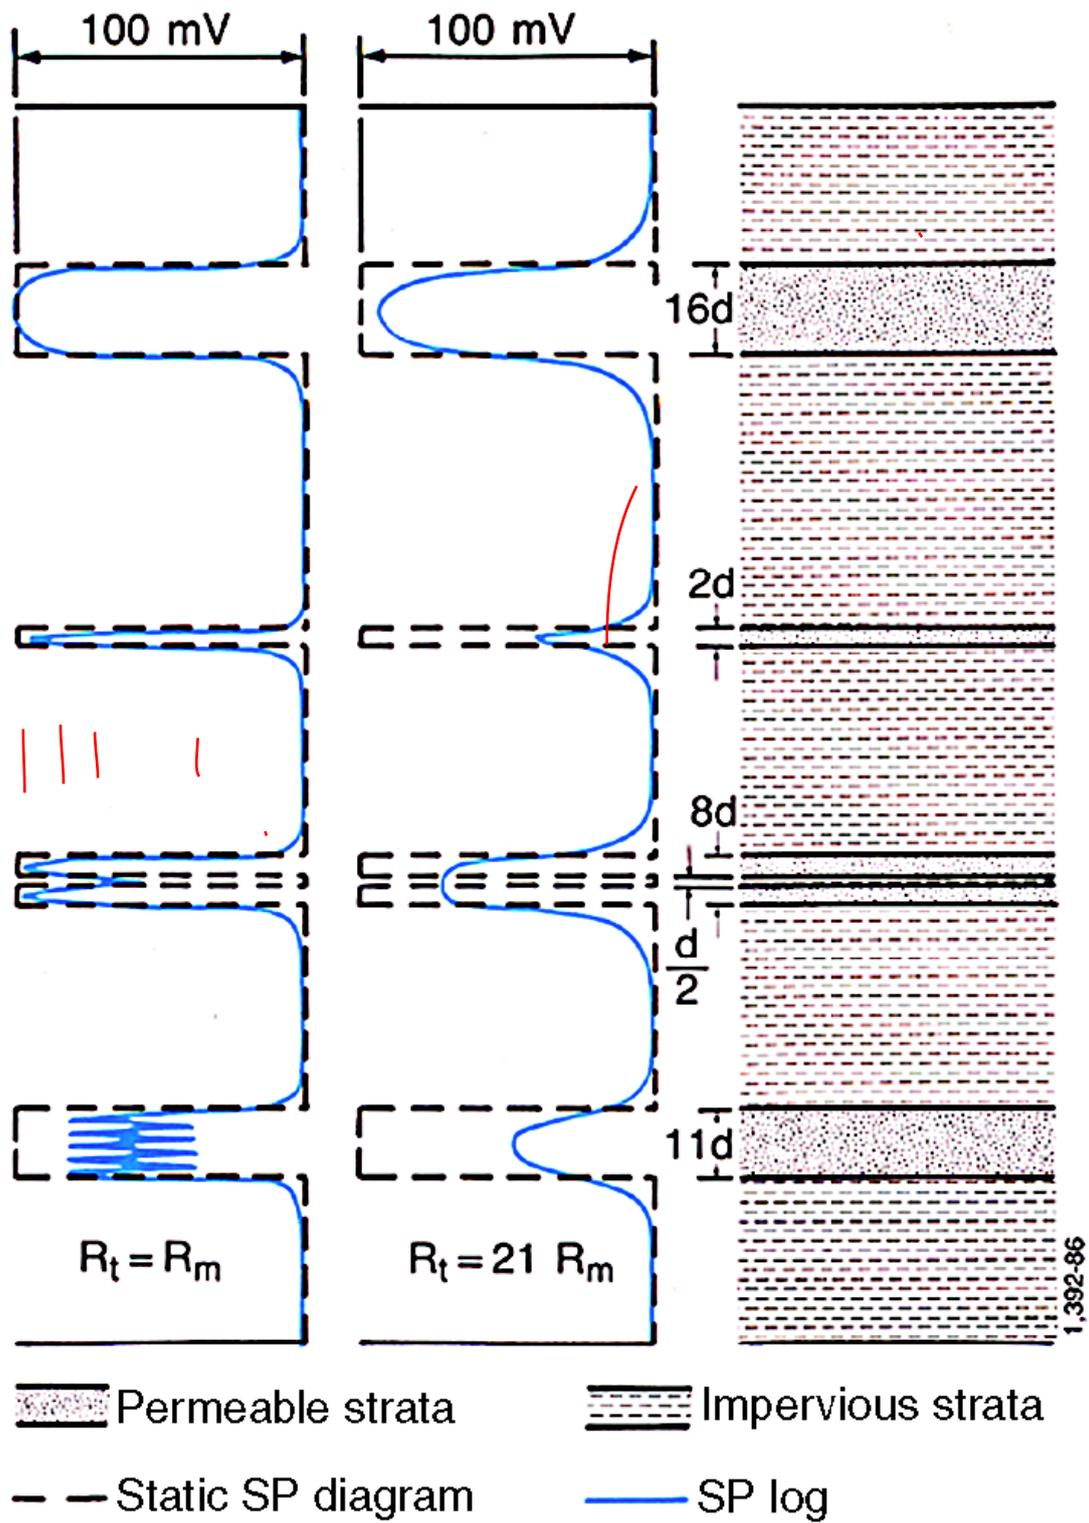 100 mV
100 mV
16d
2d
8d
d
2
11d
Rt = Rm
Rt = 21 Rm
1,392-86
Permeable strata
Impervious strata
Static SP diagram
SP log